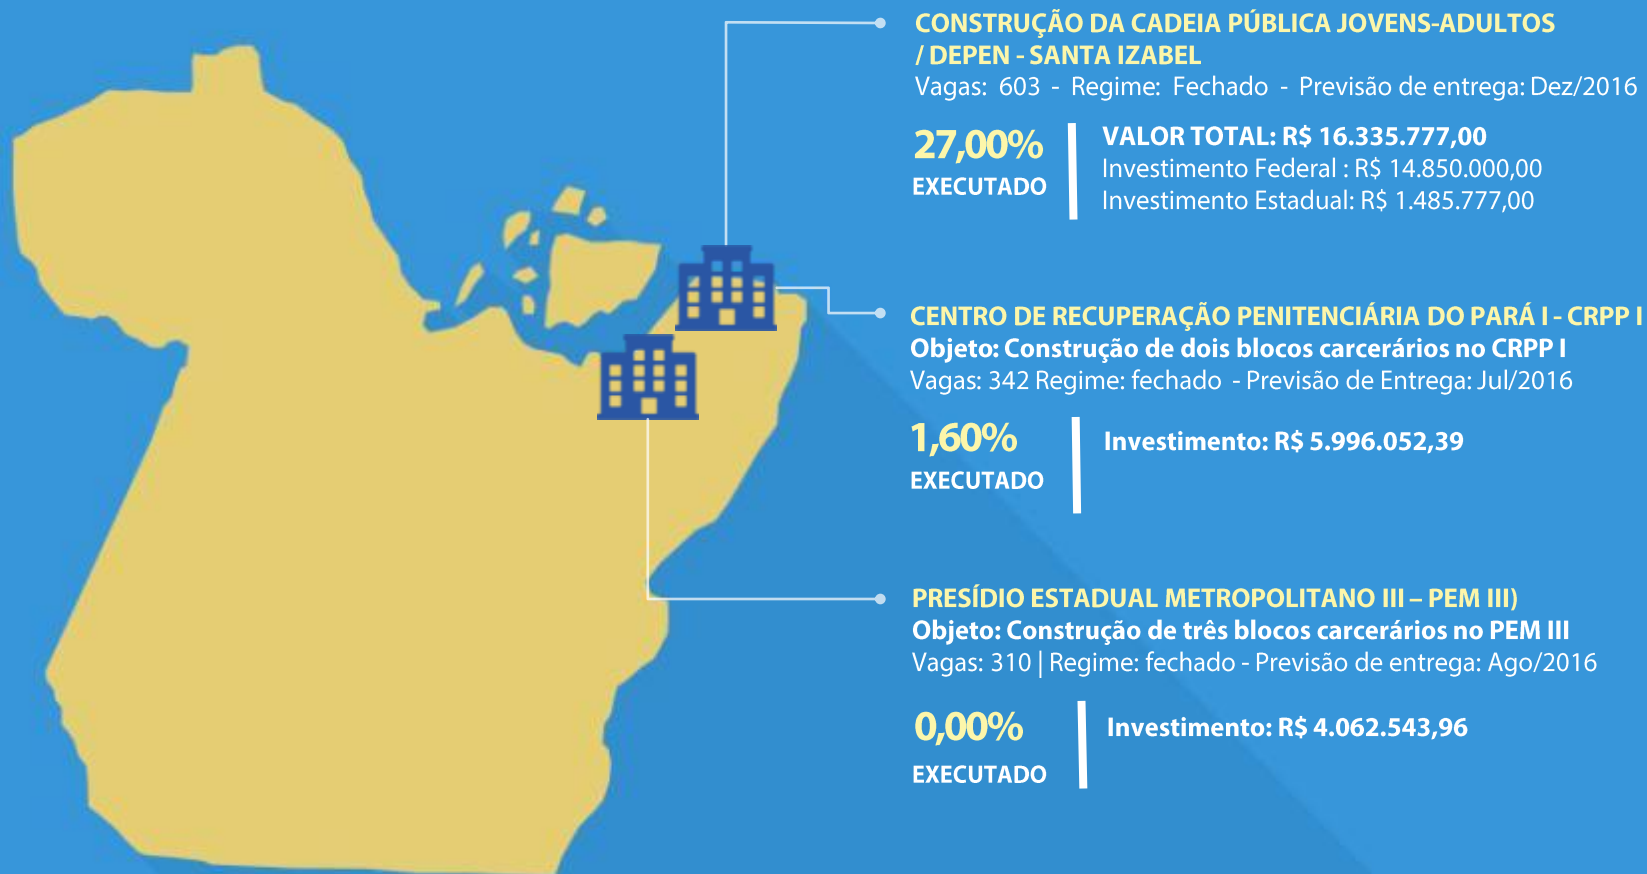 CONSTRUÇÃO DA CADEIA PÚBLICA JOVENS-ADULTOS
/ DEPEN - SANTA IZABEL
Vagas: 603 - Regime: Fechado - Previsão de entrega: Dez/2016
27,00%
EXECUTADO
VALOR TOTAL: R$ 16.335.777,00
Investimento Federal : R$ 14.850.000,00
Investimento Estadual: R$ 1.485.777,00
CENTRO DE RECUPERAÇÃO PENITENCIÁRIA DO PARÁ I - CRPP I
Objeto: Construção de dois blocos carcerários no CRPP I
Vagas: 342 Regime: fechado - Previsão de Entrega: Jul/2016
1,60%
EXECUTADO
Investimento: R$ 5.996.052,39
PRESÍDIO ESTADUAL METROPOLITANO III – PEM III)
Objeto: Construção de três blocos carcerários no PEM III
Vagas: 310 | Regime: fechado - Previsão de entrega: Ago/2016
0,00%
EXECUTADO
Investimento: R$ 4.062.543,96